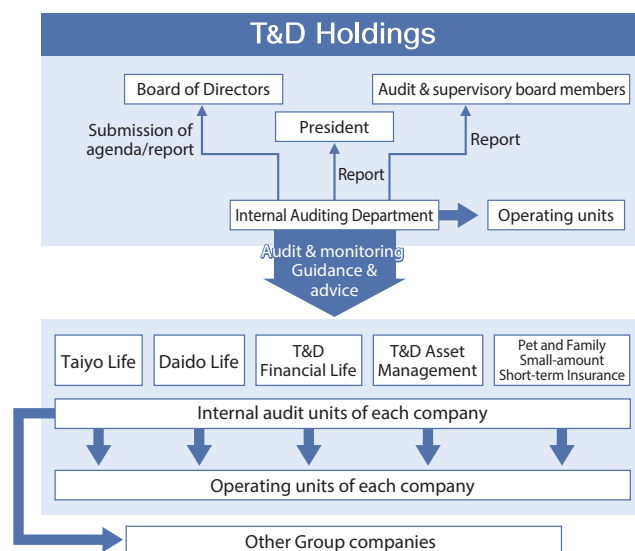 T&D Holdings
Board of Directors
Audit & supervisory board members
Submission of
agenda/report
President
Report
Report
Internal Auditing Department
Operating units
Audit & monitoring
Guidance &
advice
Taiyo Life
Daido Life
T&D
Financial Life
T&D Asset
Management
Pet and Family
Small-amount
Short-term Insurance
Internal audit units of each company
Operating units of each company
Other Group companies